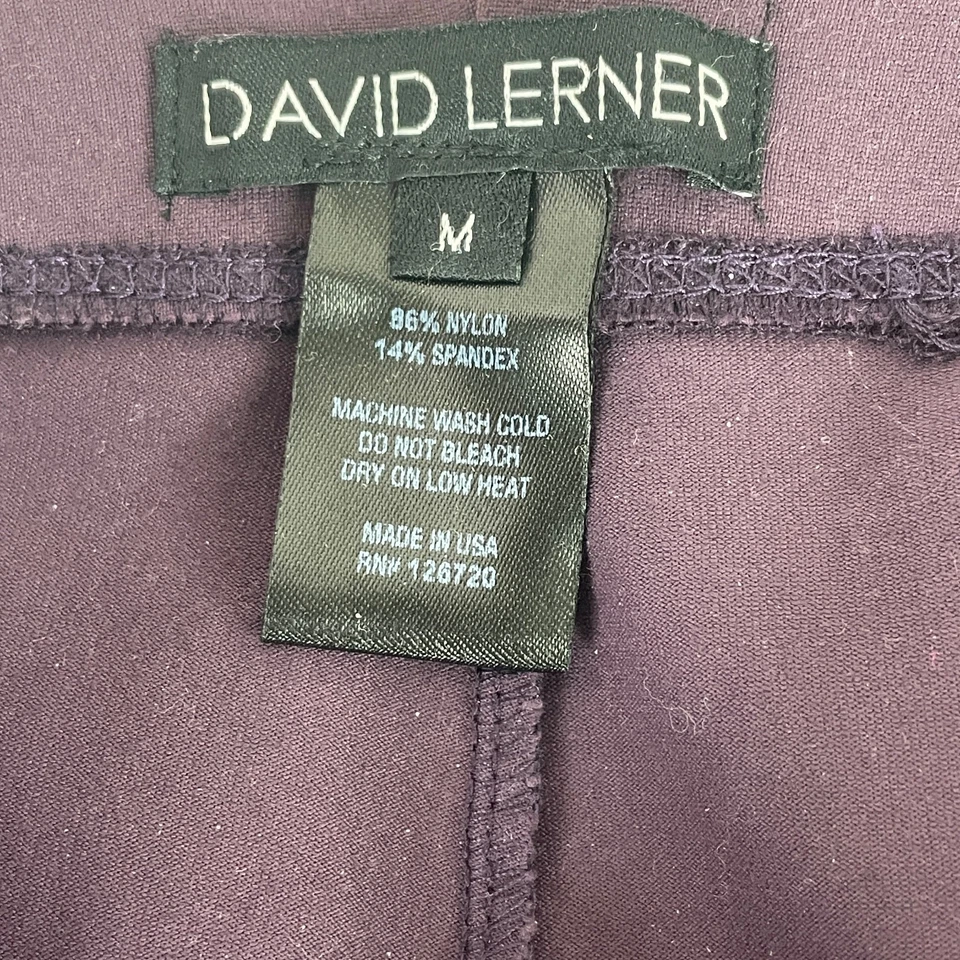 DAVID LERNER
M
86% NYLON
14% SPANDEX
MACHINE WASH COLD
DO NOT BLEACH
DRY ON LOW HEAT
MADE IN USA
RN# 126720